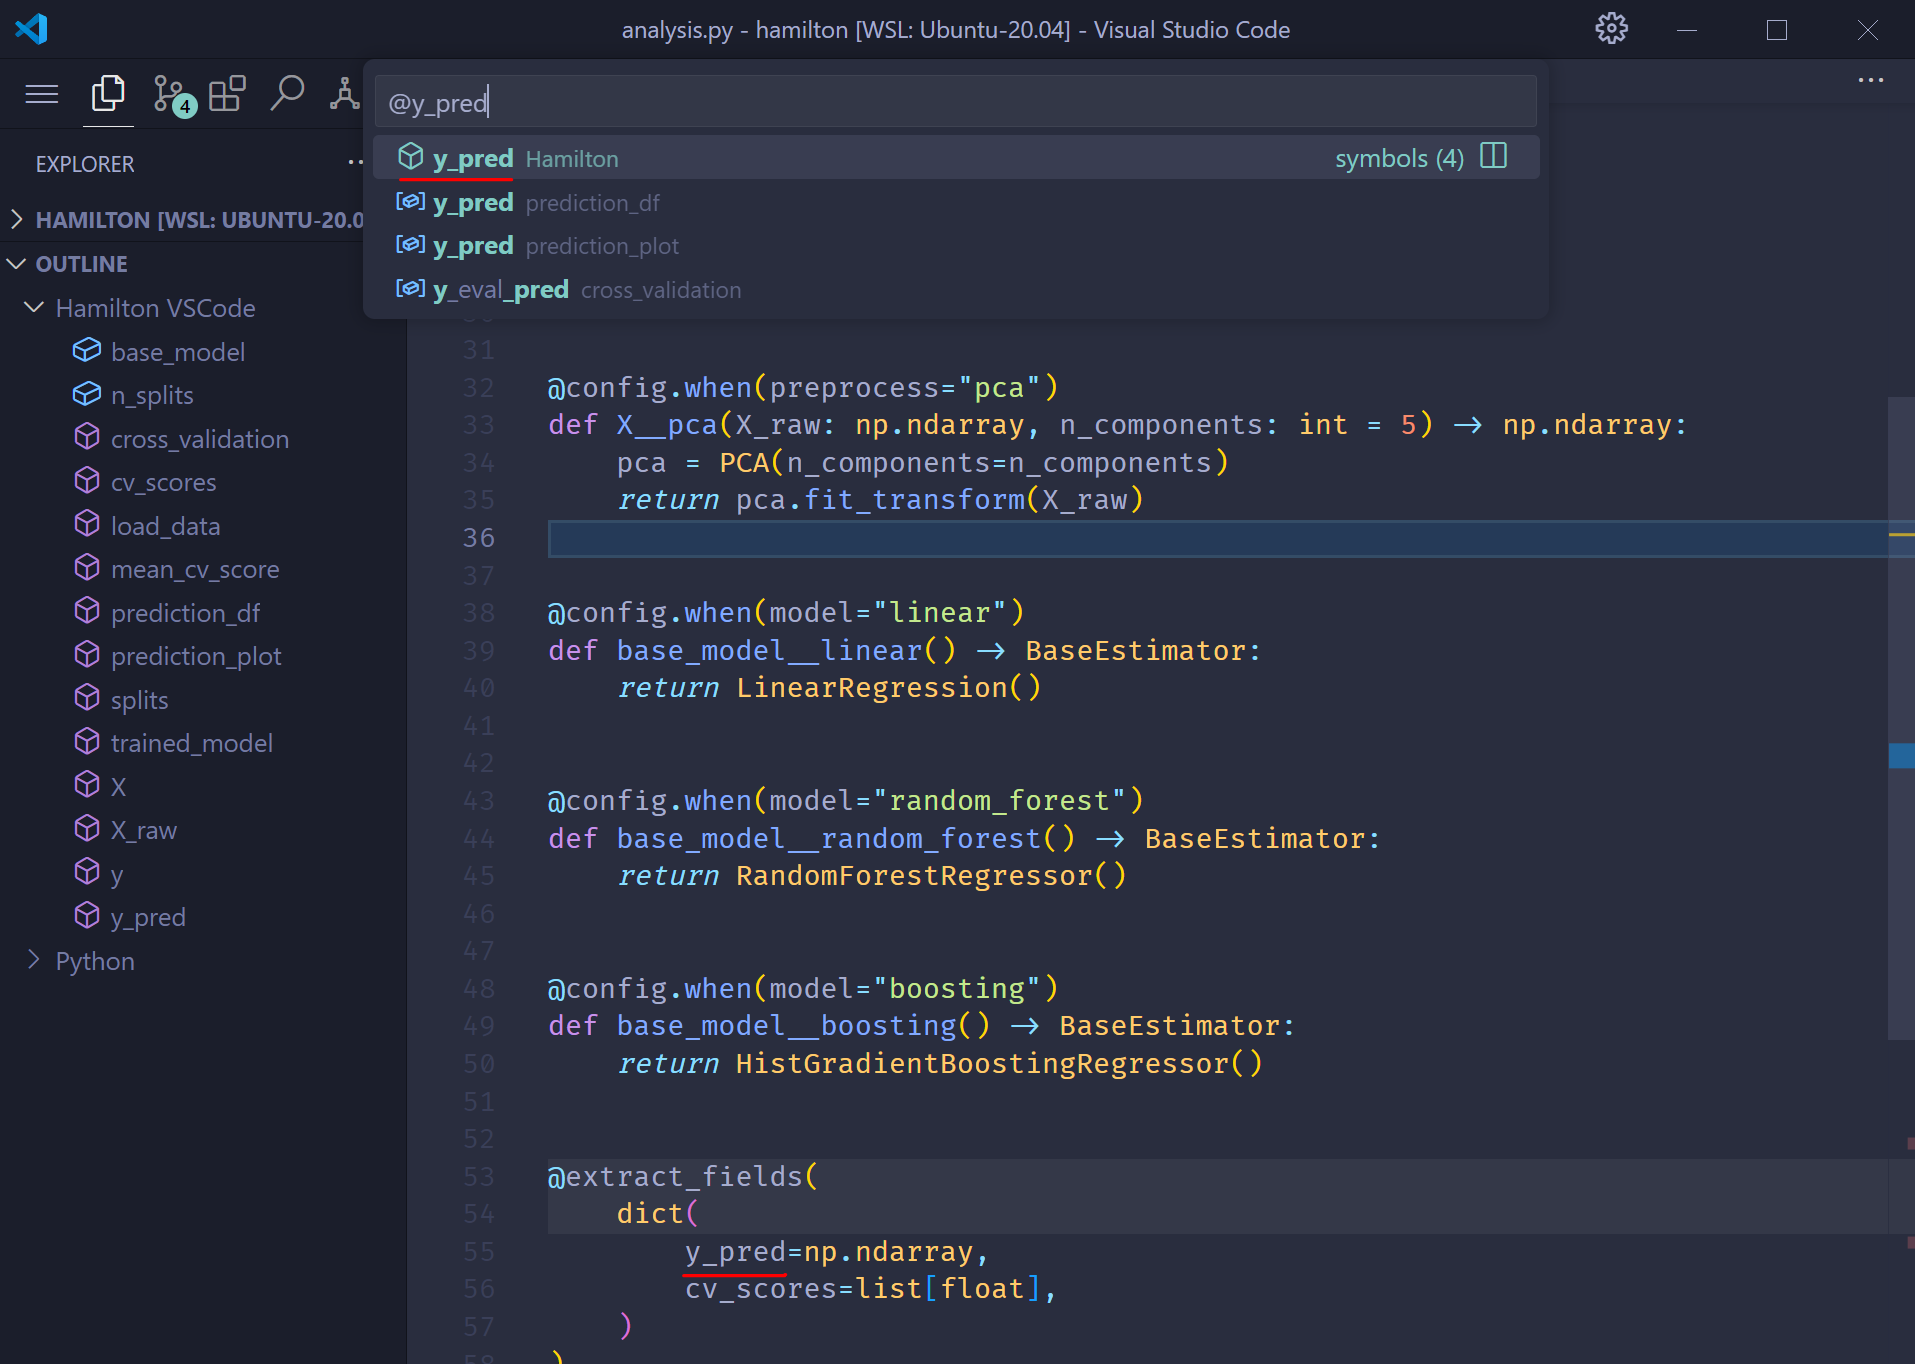 analysis.py - hamilton [WSL: Ubuntu-20.04] - Visual Studio Code
4
@y_pred
y_pred Hamilton symbols (4)
y_pred prediction_df
y_pred prediction_plot
y_eval_pred cross_validation
EXPLORER
HAMILTON [WSL: UBUNTU-20.0
OUTLINE
Hamilton VSCode
base_model
n_splits
cross_validation
cv_scores
load_data
mean_cv_score
prediction_df
prediction_plot
splits
trained_model
X
X_raw
y
y_pred
Python
31
32 @config.when(preprocess="pca")
33 def X__pca(X_raw: np.ndarray, n_components: int = 5) → np.ndarray:
34 pca = PCA(n_components=n_components)
35 return pca.fit_transform(X_raw)
36
37
38 @config.when(model="linear")
39 def base_model__linear() → BaseEstimator:
40 return LinearRegression()
41
42
43 @config.when(model="random_forest")
44 def base_model__random_forest() → BaseEstimator:
45 return RandomForestRegressor()
46
47
48 @config.when(model="boosting")
49 def base_model__boosting() → BaseEstimator:
50 return HistGradientBoostingRegressor()
51
52
53 @extract_fields(
54 dict(
55 y_pred=np.ndarray,
56 cv_scores=list[float],
57 )
58 )